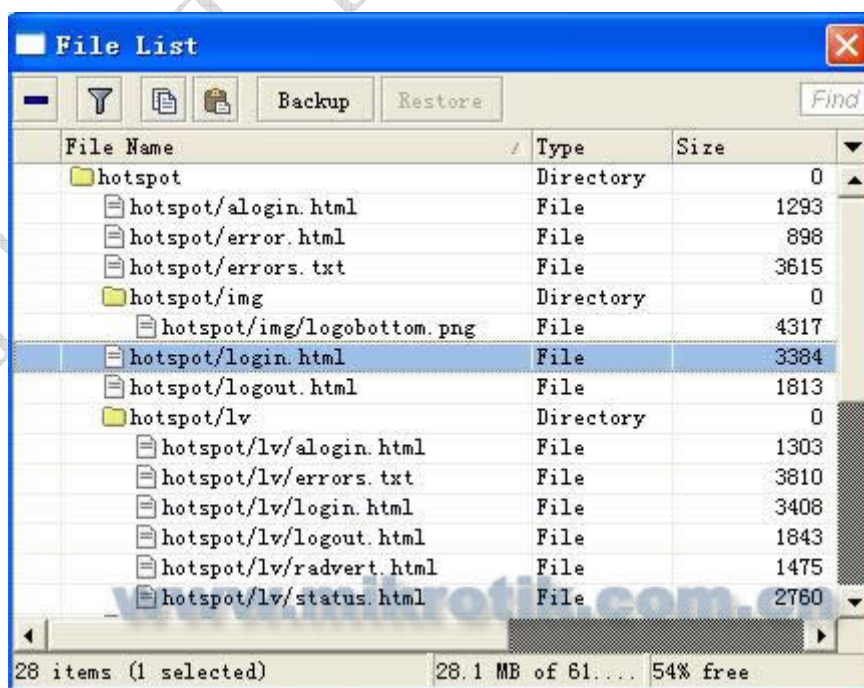 File List
Backup Restore Find
File Name Type Size
hotspot Directory 0
hotspot/alogin.html File 1293
hotspot/error.html File 898
hotspot/errors.txt File 3615
hotspot/img Directory 0
hotspot/img/logobottom.png File 4317
hotspot/login.html File 3384
hotspot/logout.html File 1813
hotspot/lv Directory 0
hotspot/lv/alogin.html File 1303
hotspot/lv/errors.txt File 3810
hotspot/lv/login.html File 3408
hotspot/lv/logout.html File 1843
hotspot/lv/radvert.html File 1475
hotspot/lv/status.html File 2760
www.mikrotik.com.cn
28 items (1 selected) 28.1 MB of 61.... 54% free